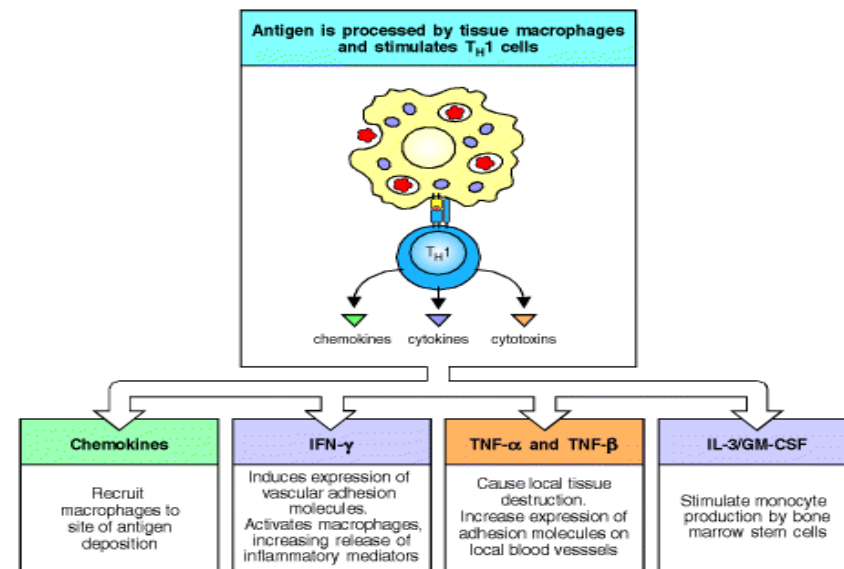 Antigen is processed by tissue macrophages
and stimulates TH1 cells
TH1
chemokines
cytokines
cytotoxins
Chemokines
Recruit
macrophages to
site of antigen
deposition
IFN-γ
Induces expression of
vascular adhesion
molecules.
Activates macrophages,
increasing release of
inflammatory mediators
TNF-α and TNF-β
Cause local tissue
destruction.
Increase expression of
adhesion molecules on
local blood vesssels
IL-3/GM-CSF
Stimulate monocyte
production by bone
marrow stem cells